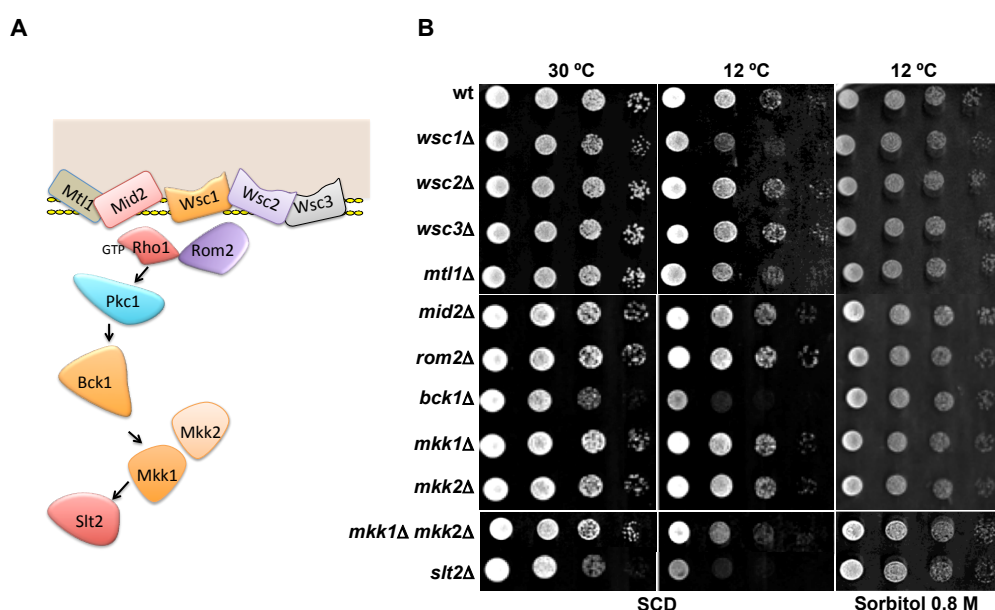 A
B
30 ºC
12 ºC
12 ºC
Mtl1
Mid2
Wsc1
Wsc2
Wsc3
GTP
Rho1
Rom2
Pkc1
Bck1
Mkk2
Mkk1
Slt2
wt
wsc1Δ
wsc2Δ
wsc3Δ
mtl1Δ
mid2Δ
rom2Δ
bck1Δ
mkk1Δ
mkk2Δ
mkk1Δ mkk2Δ
slt2Δ
SCD
Sorbitol 0.8 M